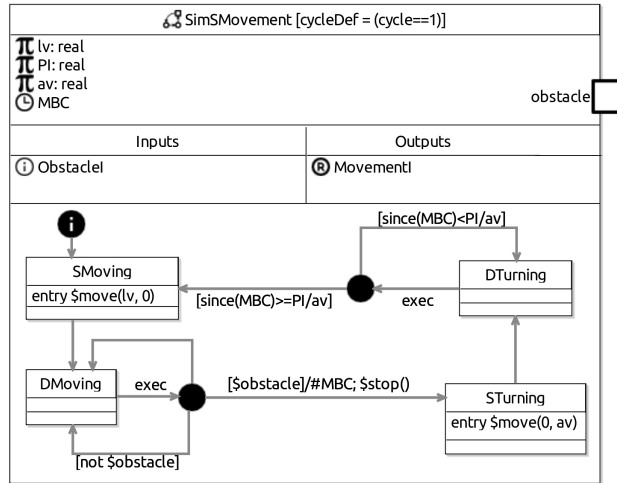 SimSMovement [cycleDef = (cycle==1)]
lv: real
PI: real
av: real
MBC
obstacle
Inputs
Outputs
i ObstacleI
R MovementI
i
[since(MBC)<PI/av]
SMoving
entry $move(lv, 0)
DTurning
[since(MBC)>=PI/av]
exec
DMoving
exec
[$obstacle]/#MBC; $stop()
STurning
entry $move(0, av)
[not $obstacle]